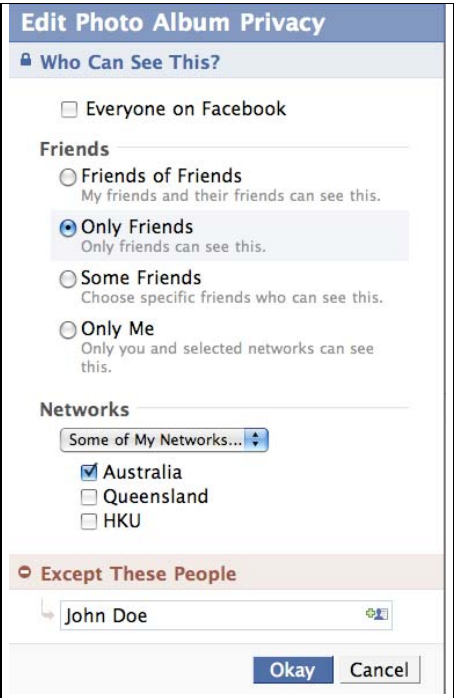 Edit Photo Album Privacy
Who Can See This?
Everyone on Facebook
Friends
Friends of Friends
My friends and their friends can see this.
Only Friends
Only friends can see this.
Some Friends
Choose specific friends who can see this.
Only Me
Only you and selected networks can see
this.
Networks
Some of My Networks...
Australia
Queensland
HKU
Except These People
John Doe
Okay Cancel